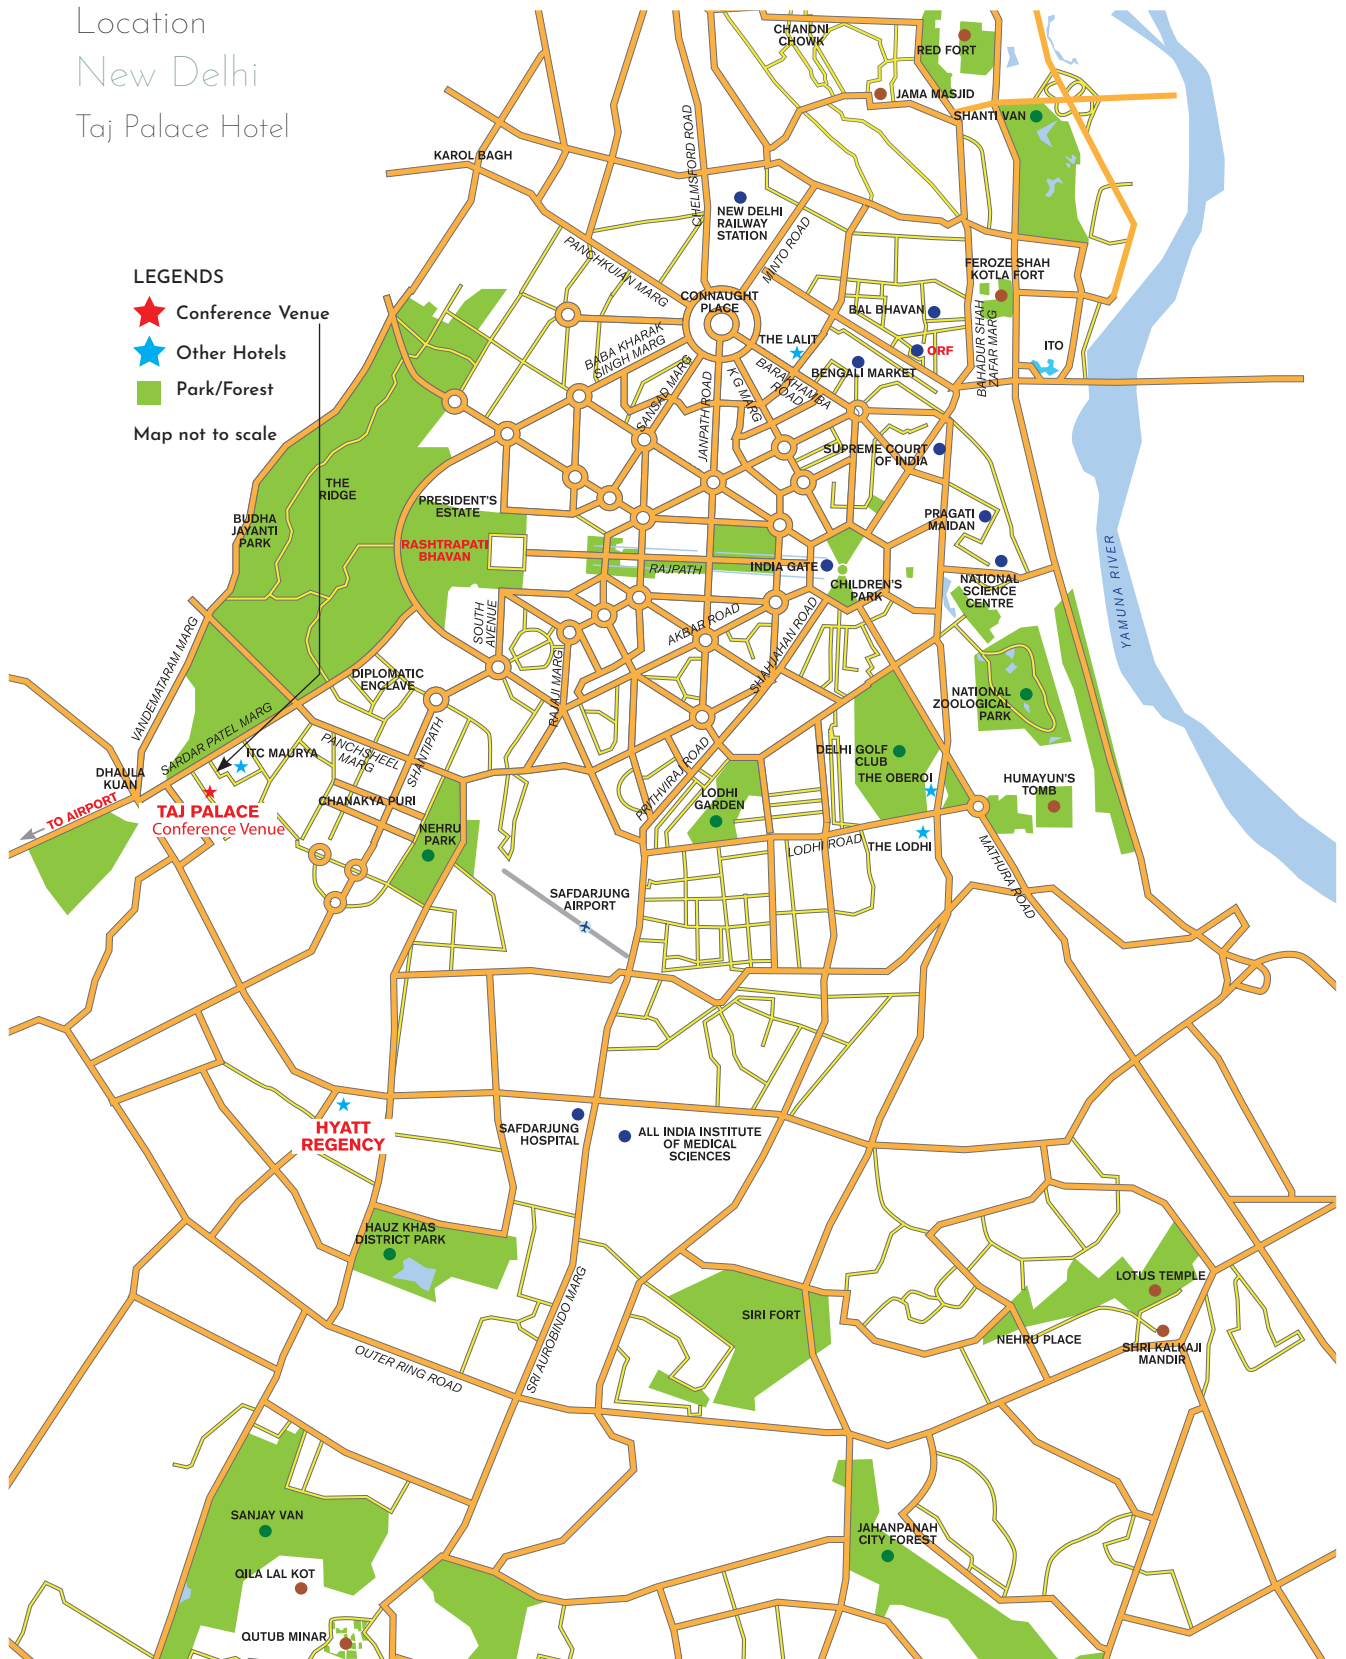 Location
New Delhi
Taj Palace Hotel
LEGENDS
Conference Venue
Other Hotels
Park/Forest
Map not to scale
CHANDNI
CHOWK
RED FORT
JAMA MASJID
SHANTI VAN
KAROL BAGH
CHELMSFORD ROAD
NEW DELHI
RAILWAY
STATION
MINTO ROAD
PANCHKUIAN MARG
FEROZE SHAH
KOTLA FORT
CONNAUGHT
PLACE
BAL BHAVAN
BAHADUR SHAH
ZAFAR MARG
BABA KHARAK
SINGH MARG
THE LALIT
ORF
ITO
BENGALI MARKET
BARAKHAMBA
ROAD
SANSAD MARG
K G MARG
JANPATH ROAD
SUPREME COURT
OF INDIA
THE
RIDGE
BUDHA
JAYANTI
PARK
PRESIDENT'S
ESTATE
PRAGATI
MAIDAN
RASHTRAPATI
BHAVAN
RAJPATH
INDIA GATE
CHILDREN'S
PARK
NATIONAL
SCIENCE
CENTRE
YAMUNA RIVER
SOUTH
AVENUE
AKBAR ROAD
SHAHJAHAN ROAD
VANDEMATARAM MARG
DIPLOMATIC
ENCLAVE
RAJAJI MARG
NATIONAL
ZOOLOGICAL
PARK
SARDAR PATEL MARG
PANCHSHEEL
MARG
SHANTIPATH
ITC MAURYA
DELHI GOLF
CLUB
THE OBEROI
DHAULA
KUAN
PRITHVIRAJ ROAD
LODHI
GARDEN
HUMAYUN'S
TOMB
TO AIRPORT
TAJ PALACE
Conference Venue
CHANAKYA PURI
NEHRU
PARK
LODHI ROAD
THE LODHI
MATHURA ROAD
SAFDARJUNG
AIRPORT
HYATT
REGENCY
SAFDARJUNG
HOSPITAL
ALL INDIA INSTITUTE
OF MEDICAL
SCIENCES
HAUZ KHAS
DISTRICT PARK
SRI AUROBINDO MARG
SIRI FORT
LOTUS TEMPLE
NEHRU PLACE
SHRI KALKAJI
MANDIR
OUTER RING ROAD
SANJAY VAN
JAHANPANAH
CITY FOREST
QILA LAL KOT
QUTUB MINAR